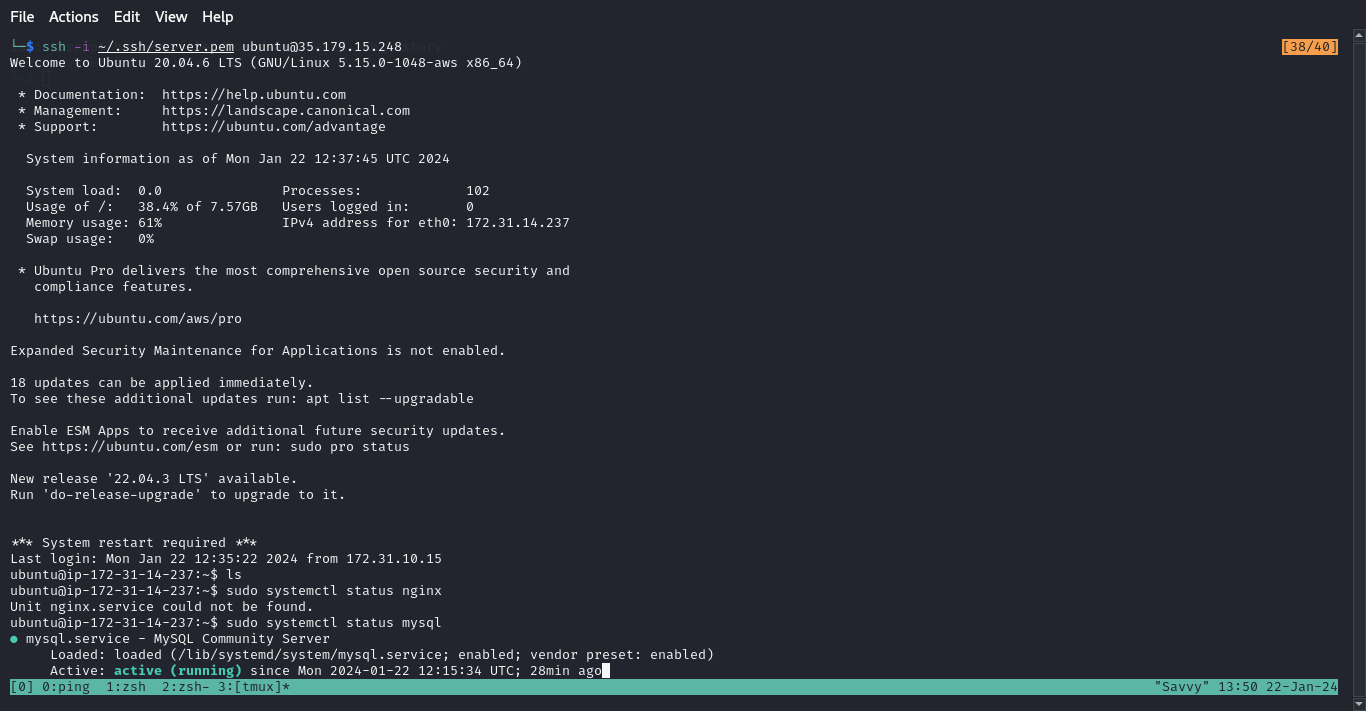 File Actions Edit View Help
└─$ ssh -i ~/.ssh/server.pem ubuntu@35.179.15.248 [38/40]
Welcome to Ubuntu 20.04.6 LTS (GNU/Linux 5.15.0-1048-aws x86_64)
* Documentation: https://help.ubuntu.com
* Management: https://landscape.canonical.com
* Support: https://ubuntu.com/advantage
System information as of Mon Jan 22 12:37:45 UTC 2024
System load: 0.0 Processes: 102
Usage of /: 38.4% of 7.57GB Users logged in: 0
Memory usage: 61% IPv4 address for eth0: 172.31.14.237
Swap usage: 0%
* Ubuntu Pro delivers the most comprehensive open source security and
compliance features.
https://ubuntu.com/aws/pro
Expanded Security Maintenance for Applications is not enabled.
18 updates can be applied immediately.
To see these additional updates run: apt list --upgradable
Enable ESM Apps to receive additional future security updates.
See https://ubuntu.com/esm or run: sudo pro status
New release '22.04.3 LTS' available.
Run 'do-release-upgrade' to upgrade to it.
*** System restart required ***
Last login: Mon Jan 22 12:35:22 2024 from 172.31.10.15
ubuntu@ip-172-31-14-237:~$ ls
ubuntu@ip-172-31-14-237:~$ sudo systemctl status nginx
Unit nginx.service could not be found.
ubuntu@ip-172-31-14-237:~$ sudo systemctl status mysql
● mysql.service - MySQL Community Server
Loaded: loaded (/lib/systemd/system/mysql.service; enabled; vendor preset: enabled)
Active: active (running) since Mon 2024-01-22 12:15:34 UTC; 28min ago
[0] 0:ping 1:zsh 2:zsh- 3:[tmux]* "Savvy" 13:50 22-Jan-24